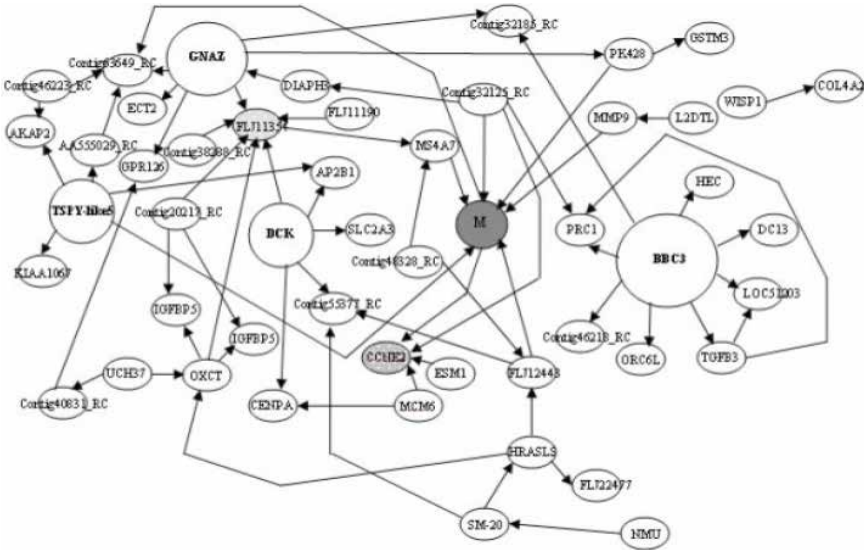 Contig32185_RC
GSTM3
GNAZ
PK428
Contig63649_RC
Contig46223_RC
DIAPH3
Contig32125_RC
COL4A2
WISP1
ECT2
FLJ11190
MMP9
L2DTL
AKAP2
FLJ1135
AA555029_RC
MS4A7
Contig38288_RC
GPR126
AP2B1
HEC
TSPY-like5
Contig20217_RC
DCK
SLC2A3
M
PRC1
DC13
BBC3
KIAA1067
Contig48328_RC
LOC51203
IGFBP5
Contig55377_RC
Contig46218_RC
IGFBP5
CCNE2
ORC6L
TGFB3
UCH37
OXCT
ESM1
FLJ12443
Contig40831_RC
CENPA
MCM6
HRASLS
FLJ22477
SM-20
NMU